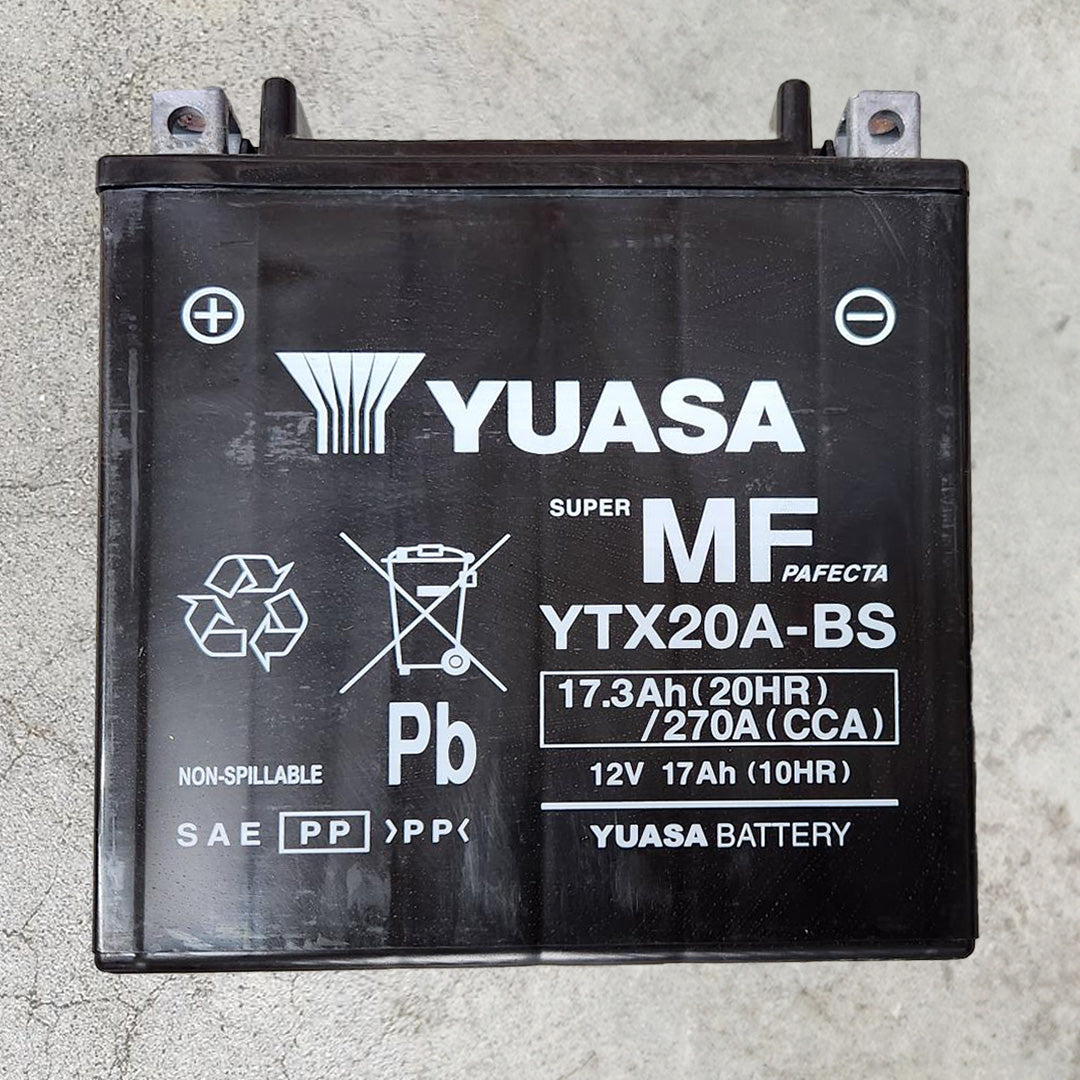 YUASA
SUPER MF PAFECTA
YTX20A-BS
17.3Ah(20HR)
/270A(CCA)
12V 17Ah (10HR)
YUASA BATTERY
Pb
NON-SPILLABLE
SAE PP >PP<